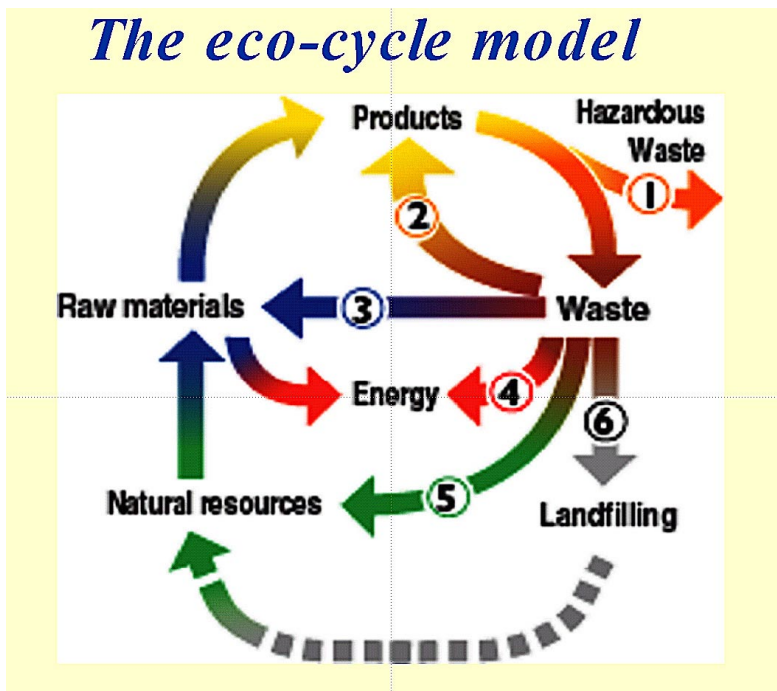 The eco-cycle model
Products
Hazardous
Waste
1
2
Raw materials
3
Waste
Energy
4
6
Natural resources
5
Landfilling